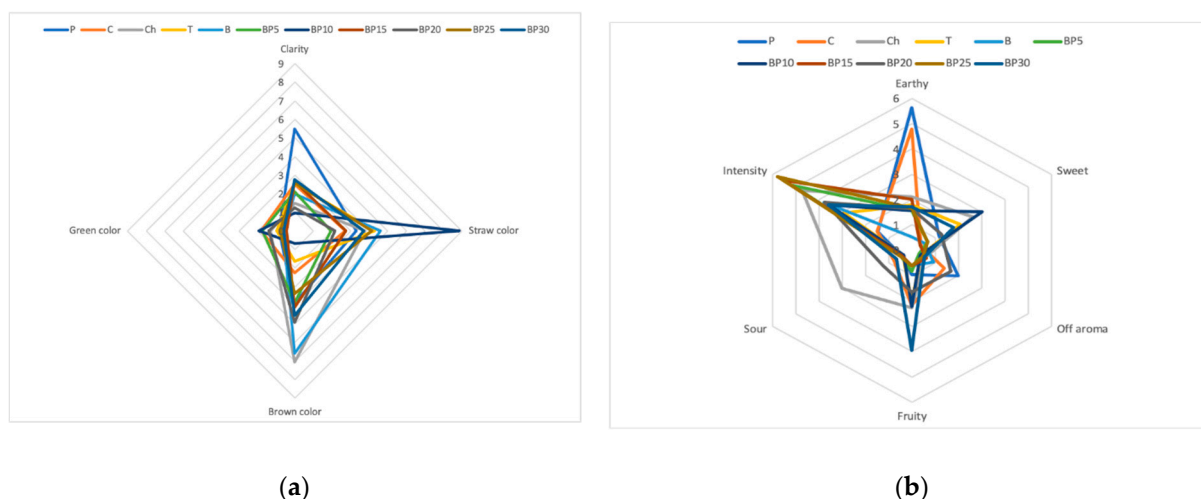 (a)
P C Ch T B BP5 BP10 BP15 BP20 BP25 BP30
Clarity
9
8
7
6
5
4
3
2
1
Green color
Straw color
Brown color
(b)
P C Ch T B BP5
BP10 BP15 BP20 BP25 BP30
Earthy
6
5
4
3
1
Intensity
Sweet
Sour
Off aroma
Fruity
(a) (b)